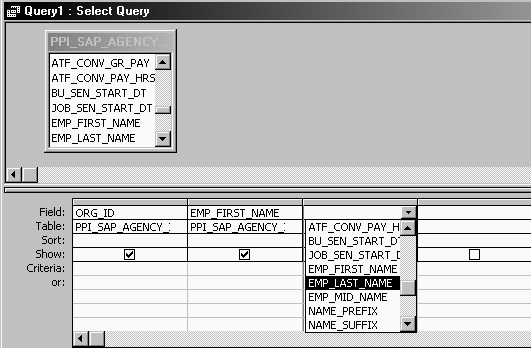 Query1 : Select Query
PPI_SAP_AGENCY_
ATF_CONV_GR_PAY
ATF_CONV_PAY_HRS
BU_SEN_START_DT
JOB_SEN_START_DT
EMP_FIRST_NAME
EMP_LAST_NAME
Field: ORG_ID EMP_FIRST_NAME
Table: PPI_SAP_AGENCY_ PPI_SAP_AGENCY_
Sort:
Show:
Criteria:
or:
ATF_CONV_PAY_H
BU_SEN_START_D
JOB_SEN_START_D
EMP_FIRST_NAME
EMP_LAST_NAME
EMP_MID_NAME
NAME_PREFIX
NAME_SUFFIX